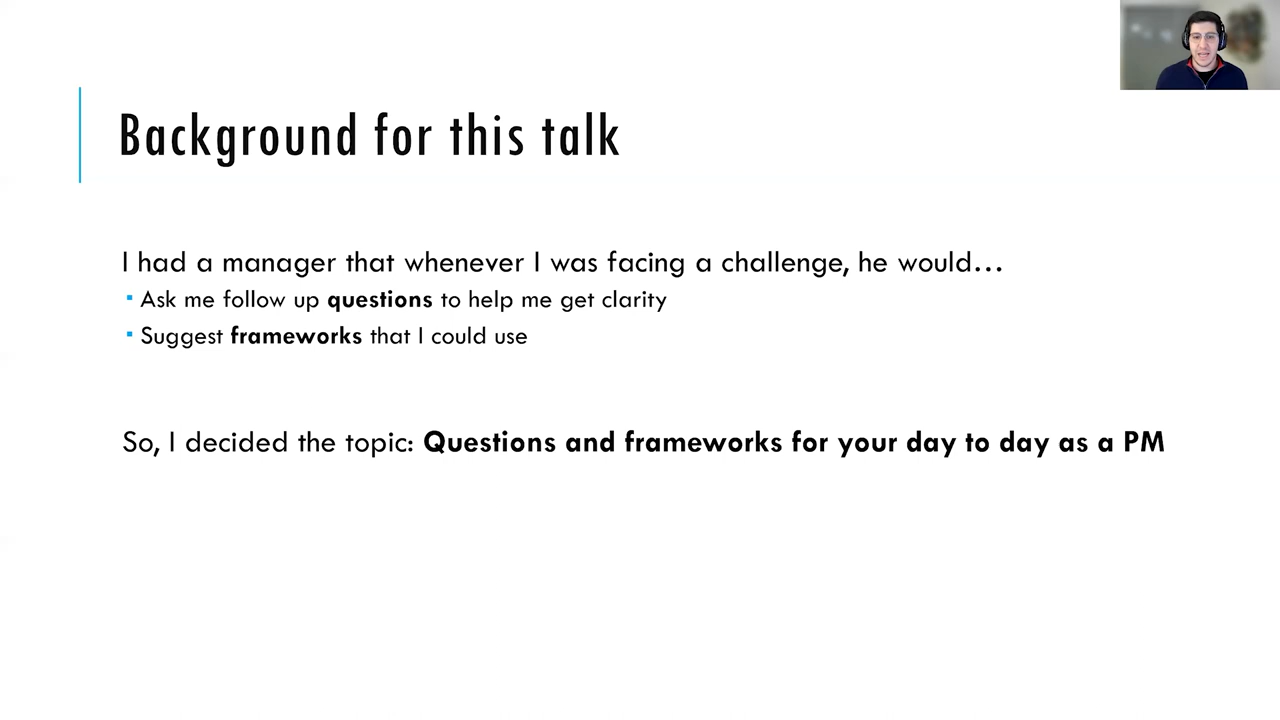 Background for this talk
I had a manager that whenever I was facing a challenge, he would...
▪ Ask me follow up questions to help me get clarity
▪ Suggest frameworks that I could use
So, I decided the topic: Questions and frameworks for your day to day as a PM